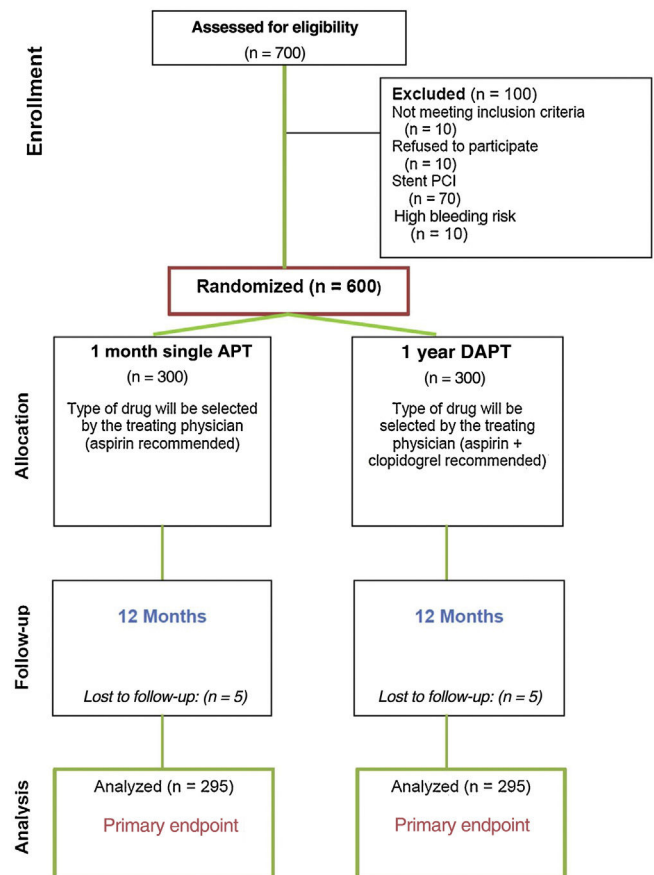 Enrollment
Assessed for eligibility
(n = 700)
Excluded (n = 100)
Not meeting inclusion criteria
(n = 10)
Refused to participate
(n = 10)
Stent PCI
(n = 70)
High bleeding risk
(n = 10)
Randomized (n = 600)
Allocation
1 month single APT
(n = 300)
Type of drug will be selected
by the treating physician
(aspirin recommended)
1 year DAPT
(n = 300)
Type of drug will be
selected by the treating
physician (aspirin +
clopidogrel recommended)
Follow-up
12 Months
Lost to follow-up: (n = 5)
12 Months
Lost to follow-up: (n = 5)
Analysis
Analyzed (n = 295)
Primary endpoint
Analyzed (n = 295)
Primary endpoint